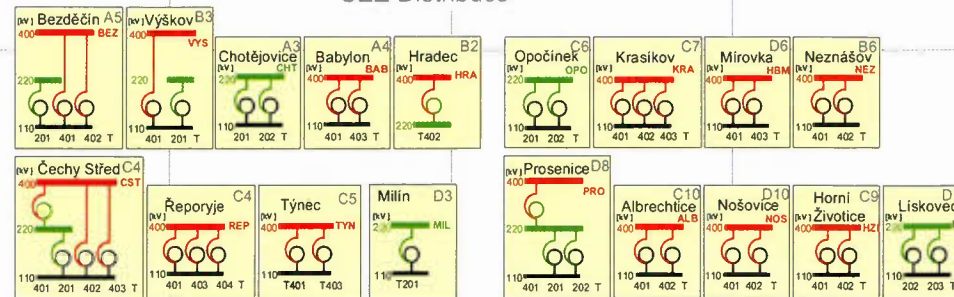 [kV] Bezděčín A5
400 BEZ
220
110
201 401 402 T
[kV] Výškov B3
400 VYS
220
110
401 201 T
A3
Chotějovice
[kV] CHT
220
110
201 202 T
A4
Babylon
[kV] BAB
400
110
401 403 T
B2
Hradec
[kV] HRA
400
220
T402
C6
Opočínek
[kV] OPO
220
110
201 202 T
C7
Krasíkov
[kV] KRA
400
110
401 402 403 T
D6
Mírovka
[kV] HBM
400
110
401 403 T
B6
Neznášov
[kV] NEZ
400
110
401 402 T
[kV] Čechy Střed C4
400 CST
220
110
401 201 402 403 T
C4
Řeporyje
[kV]
400 REP
110
401 403 404 T
C5
Týnec
[kV]
400 TYN
110
T401 T403
Milín D3
[kV]
220 MIL
110
T201
[kV] Prosenice D8
400 PRO
220
110
202 201 T
C10
Albrechtice
[kV] ALB
400
110
401 402 T
D10
Nošovice
[kV] NOS
400
110
401 402 T
Horní C9
[kV] Životice
400 HZI
110
401 402 T
D
Lískovec
[kV]
220
110
202 203 T